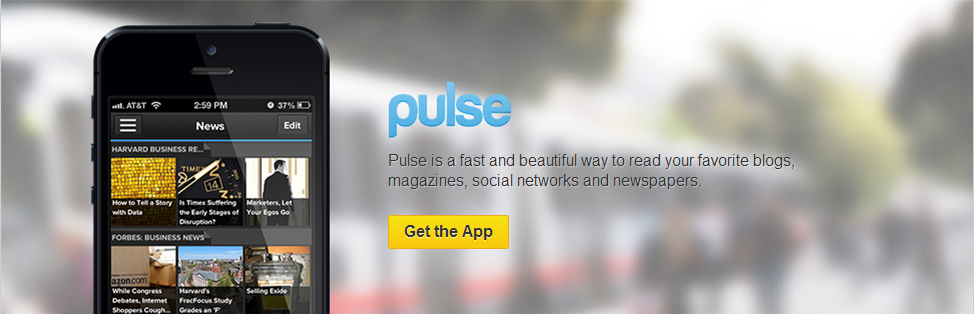 AT&T 2:59 PM 37%
News Edit
HARVARD BUSINESS RE...
How to Tell a Story
with Data
Is Timex Suffering
the Early Stages of
Disruption?
Marketers, Let
Your Egos Go
FORBES: BUSINESS NEWS
TIMEX
14
azon.com
While Congress
Debates, Internet
Shoppers Cough...
Harvard's
FracFocus Study
Grades an 'F'
Selling Exide
pulse
Pulse is a fast and beautiful way to read your favorite blogs,
magazines, social networks and newspapers.
Get the App